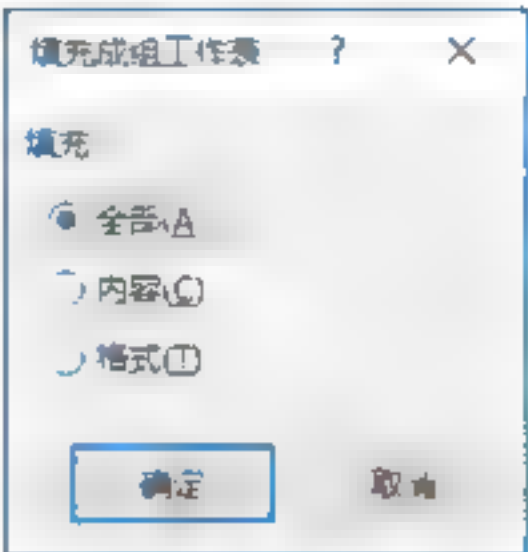 填充成组工作表 ? ×
填充
全部(A)
内容(C)
格式(T)
确定 取消